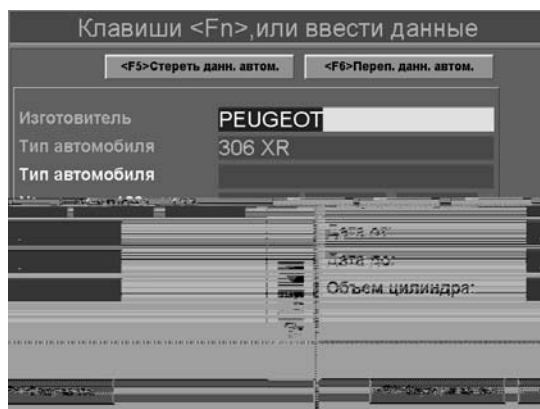 Клавиши <Fn>,или ввести данные
<F5>Стереть данн. автом. <F6>Переп. данн. автом.
Изготовитель PEUGEOT
Тип автомобиля 306 XR
Тип автомобиля
Дата от:
Дата до:
Объем цилиндра: